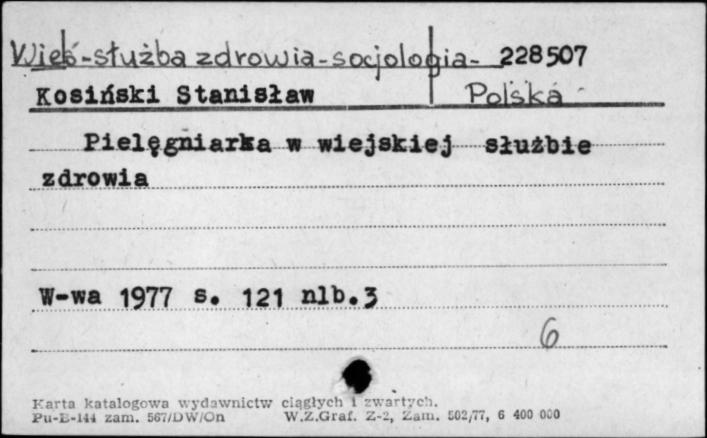 Wieś-służba zdrowia-socjologia- 228507
Kosiński Stanisław Polska
Pielęgniarka w wiejskiej służbie
zdrowia
W-wa 1977 s. 121 nlb.3
6
Karta katalogowa wydawnictw ciągłych i zwartych.
Pu-B-144 zam. 567/DW/On W.Z.Graf. Z-2, Zam. 502/77, 6 400 000